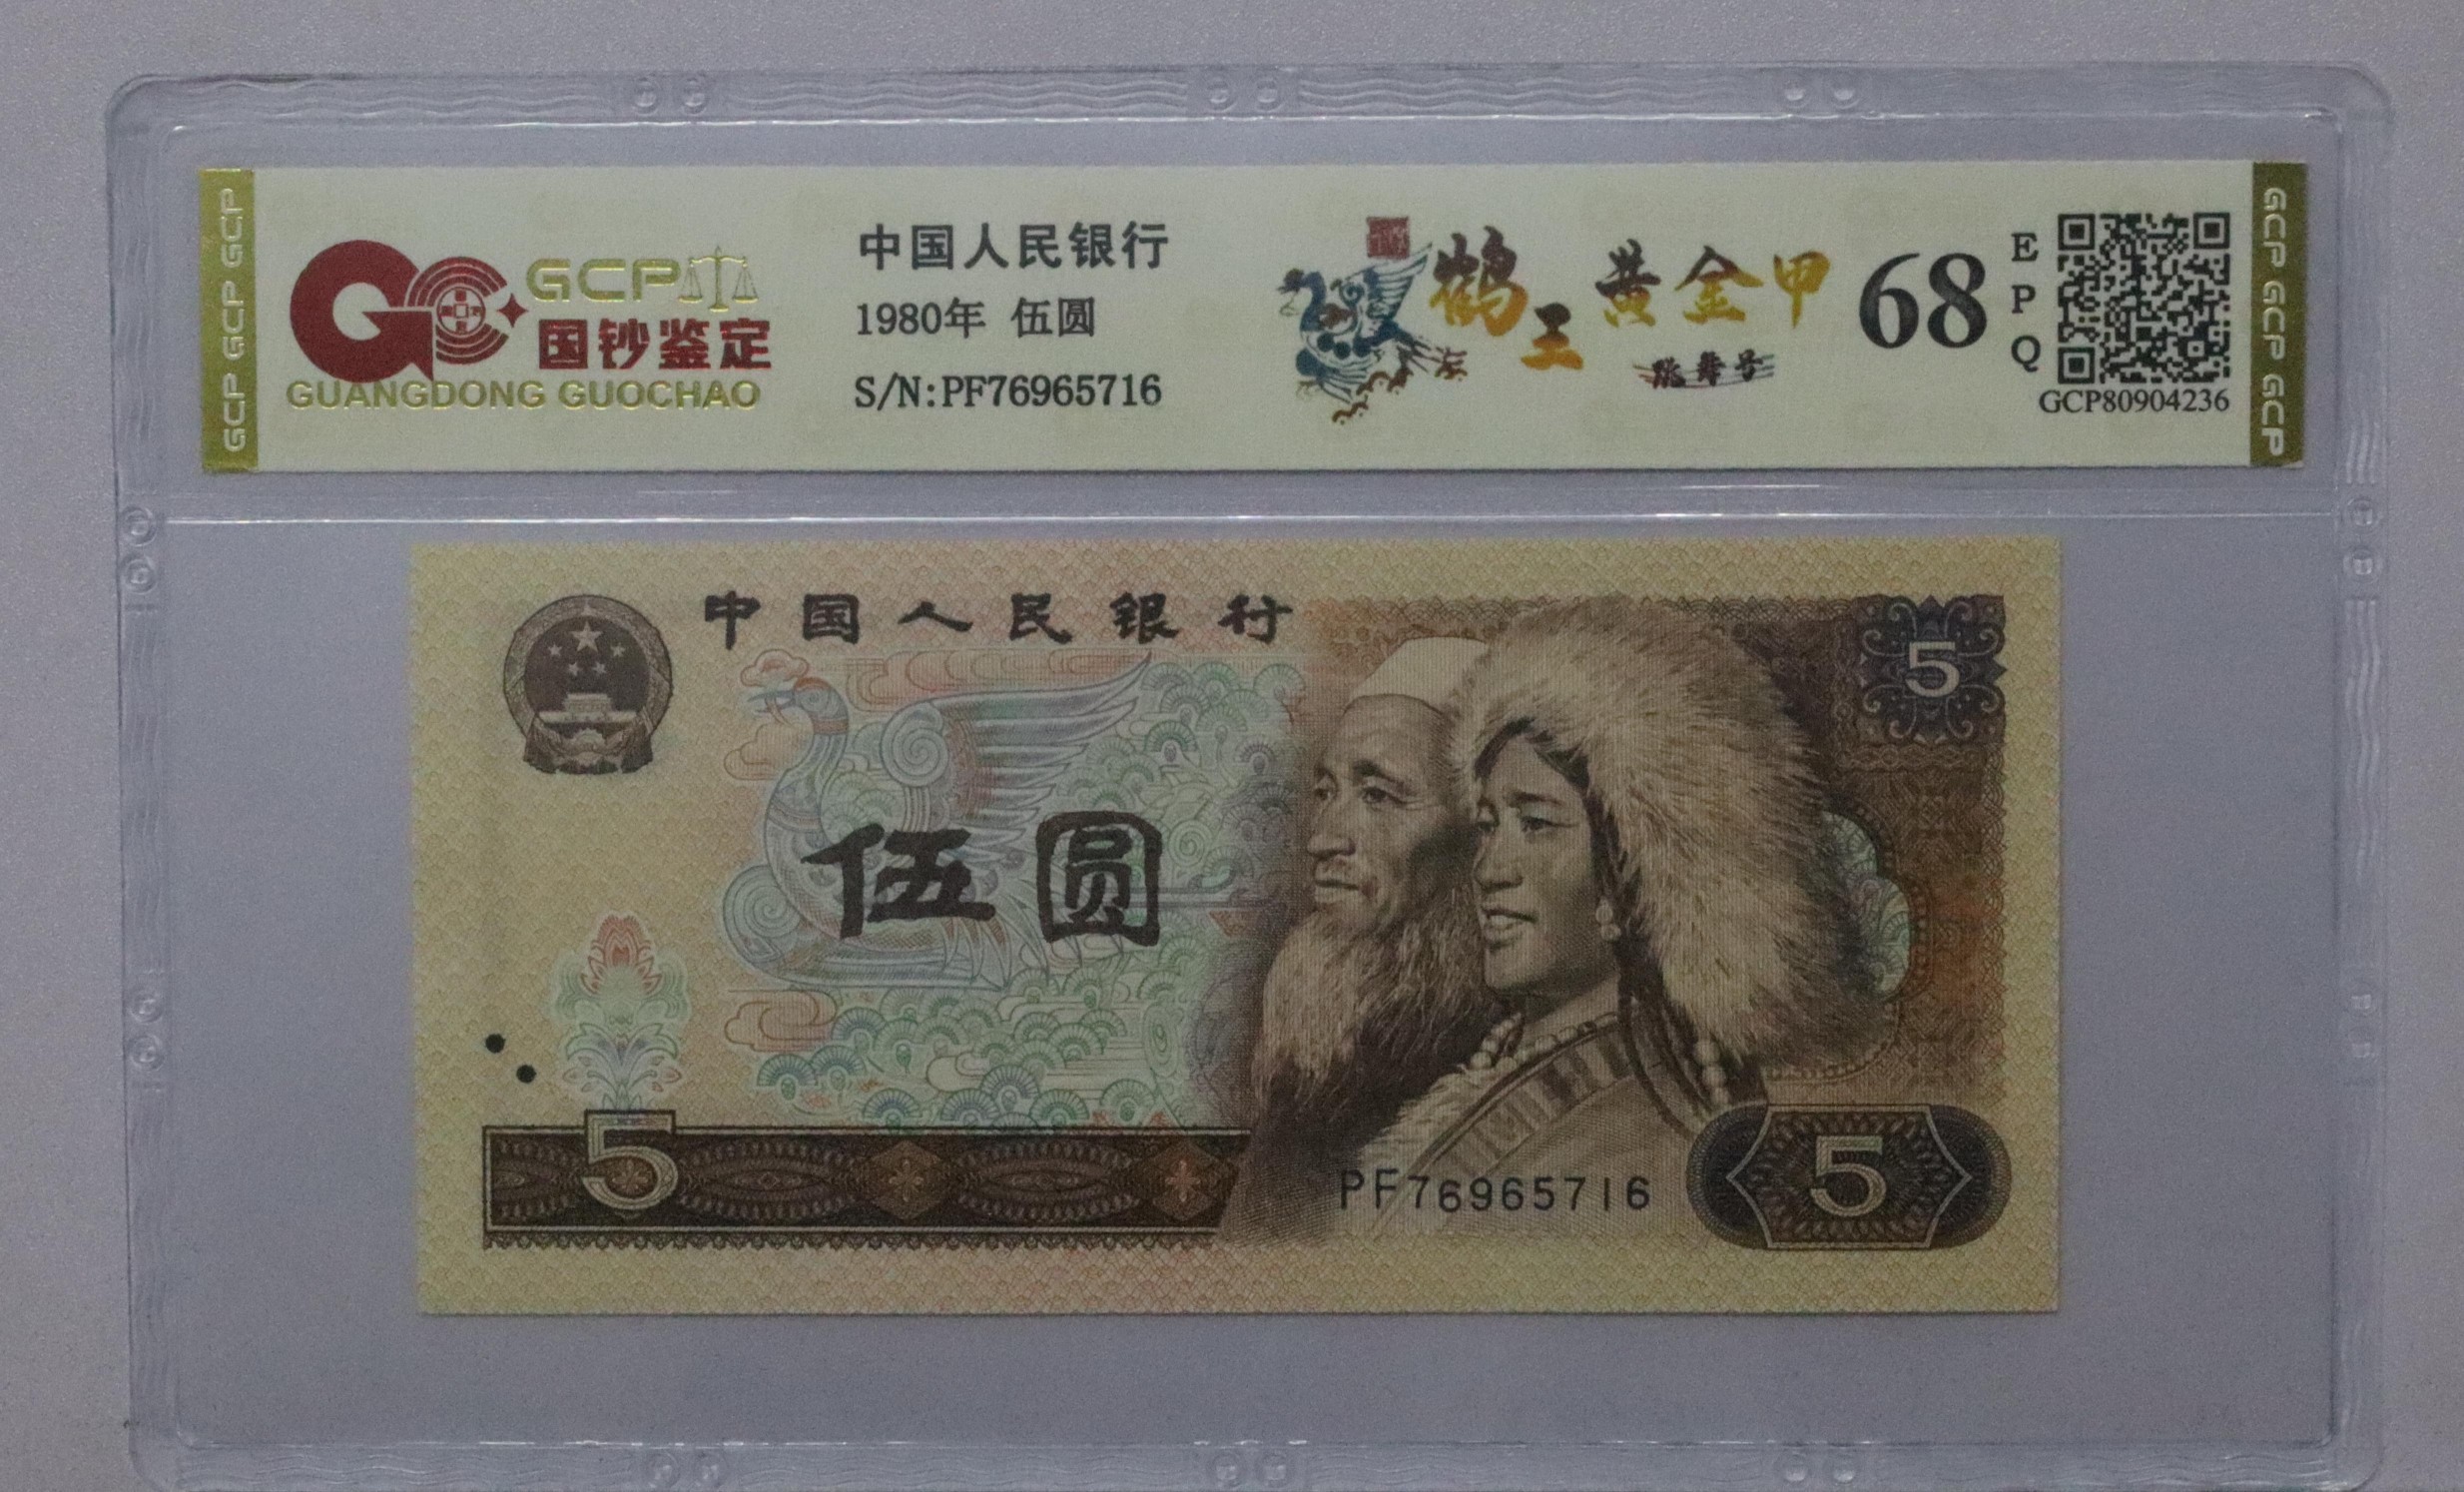 GCP GCP GCP
GCP
国钞鉴定
GUANGDONG GUOCHAO
中国人民银行
1980年 伍圆
S/N:PF76965716
鹤王 黄金甲
68
EPQ
GCP80904236
GCP GCP GCP
中国人民银行
5
伍圆
5
PF76965716
5